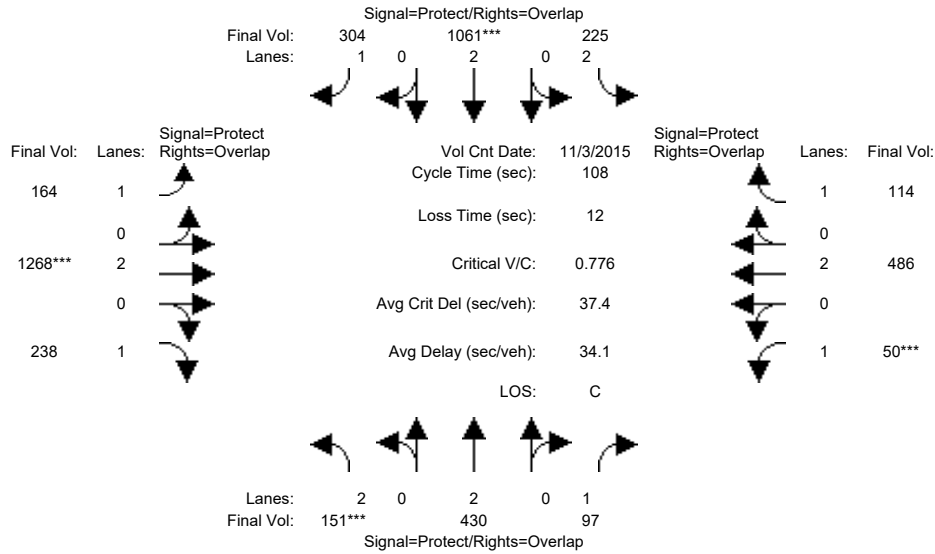 Signal=Protect/Rights=Overlap
Final Vol: 304 1061*** 225
Lanes: 1 0 2 0 2
Signal=Protect Signal=Protect
Final Vol: Lanes: Rights=Overlap Vol Cnt Date: 11/3/2015 Rights=Overlap Lanes: Final Vol:
Cycle Time (sec): 108
164 1 1 114
Loss Time (sec): 12
0 0
1268*** 2 Critical V/C: 0.776 2 486
0 Avg Crit Del (sec/veh): 37.4 0
238 1 Avg Delay (sec/veh): 34.1 1 50***
LOS: C
Lanes: 2 0 2 0 1
Final Vol: 151*** 430 97
Signal=Protect/Rights=Overlap